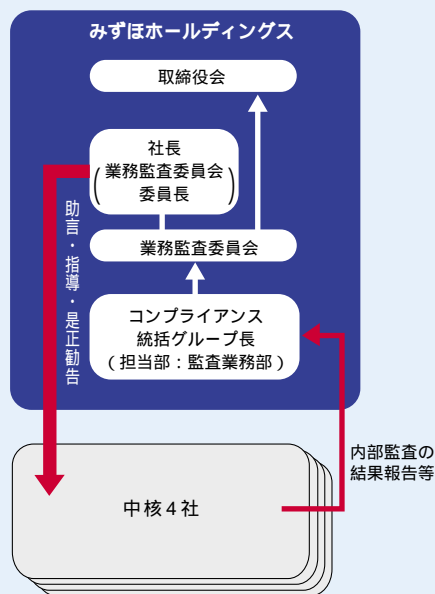 みずほホールディングス
取締役会
社長
(業務監査委員会)
委員長
業務監査委員会
助言・指導・是正勧告
コンプライアンス
統括グループ長
(担当部:監査業務部)
内部監査の
結果報告等
中核4社